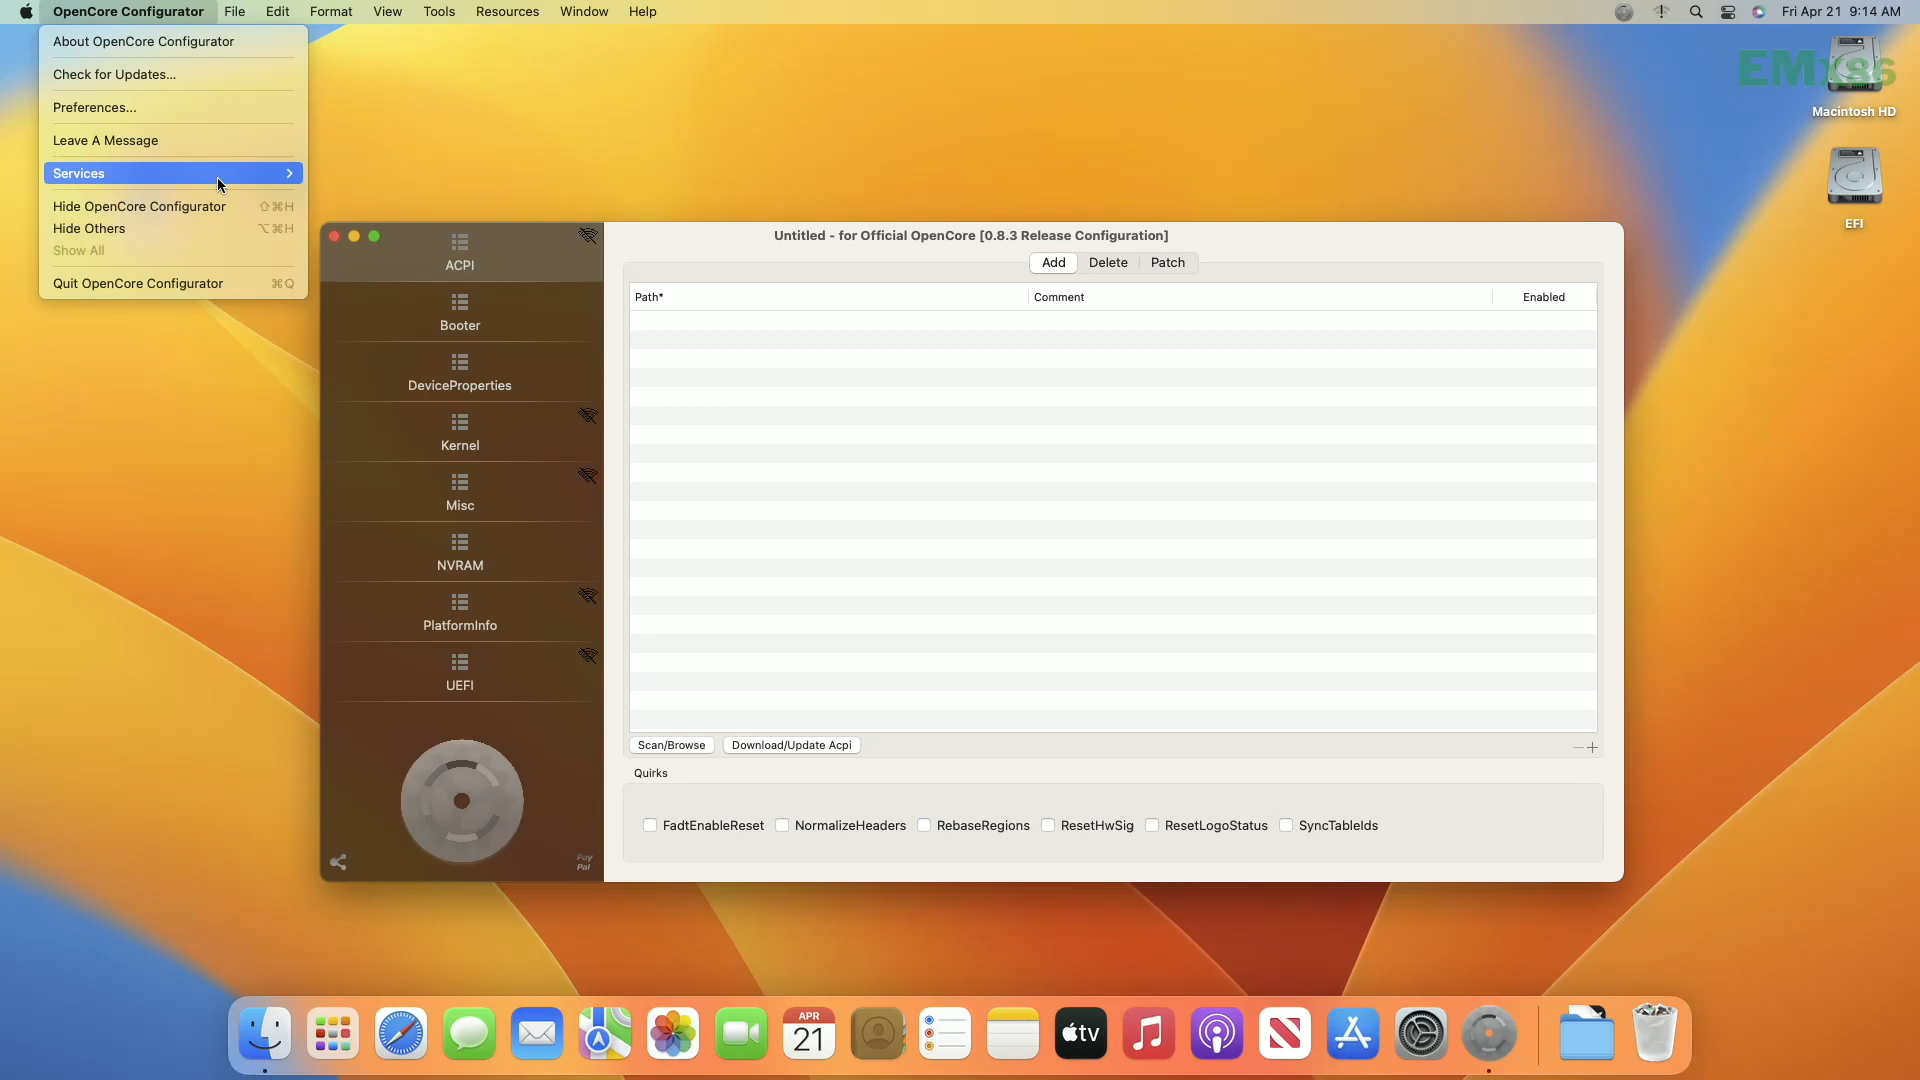 OpenCore Configurator File Edit Format View Tools Resources Window Help Fri Apr 21 9:14 AM
About OpenCore Configurator
Check for Updates...
Preferences...
Leave A Message
Services
Hide OpenCore Configurator ⇧⌘H
Hide Others ⌥⌘H
Show All
Quit OpenCore Configurator ⌘Q
EMx86
Macintosh HD
EFI
Untitled - for Official OpenCore [0.8.3 Release Configuration]
ACPI
Booter
DeviceProperties
Kernel
Misc
NVRAM
PlatformInfo
UEFI
Pay
Pal
Add Delete Patch
Path* Comment Enabled
Scan/Browse Download/Update Acpi
Quirks
FadtEnableReset NormalizeHeaders RebaseRegions ResetHwSig ResetLogoStatus SyncTableIds
APR
21
tv